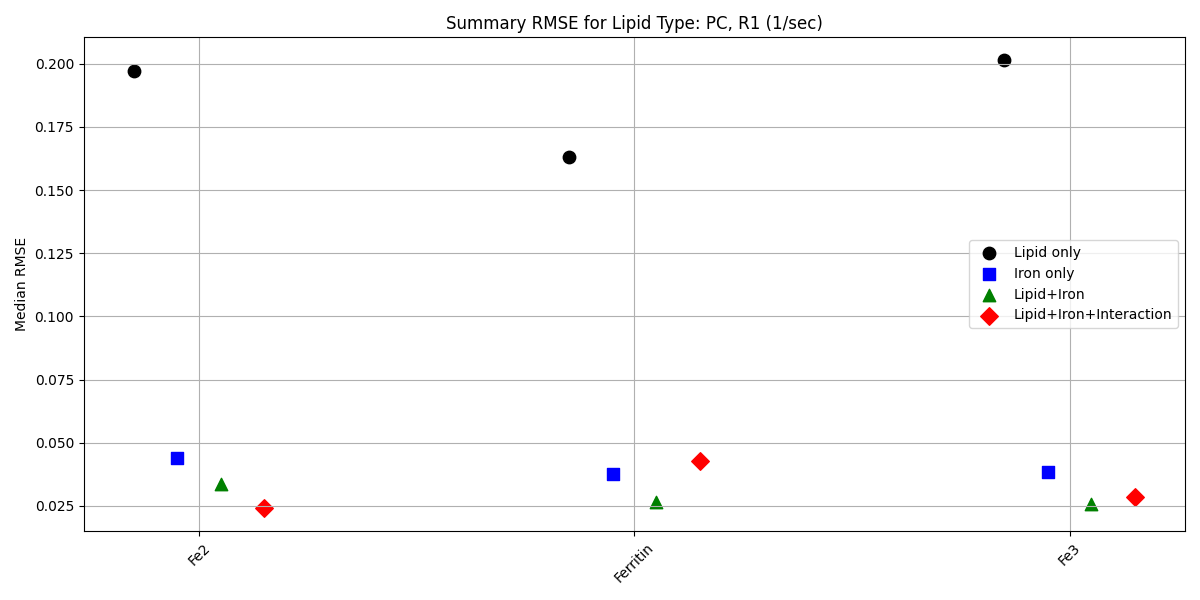 Summary RMSE for Lipid Type: PC, R1 (1/sec)
Median RMSE
0.200
0.175
0.150
0.125
0.100
0.075
0.050
0.025
Lipid only
Iron only
Lipid+Iron
Lipid+Iron+Interaction
Fe2
Ferritin
Fe3